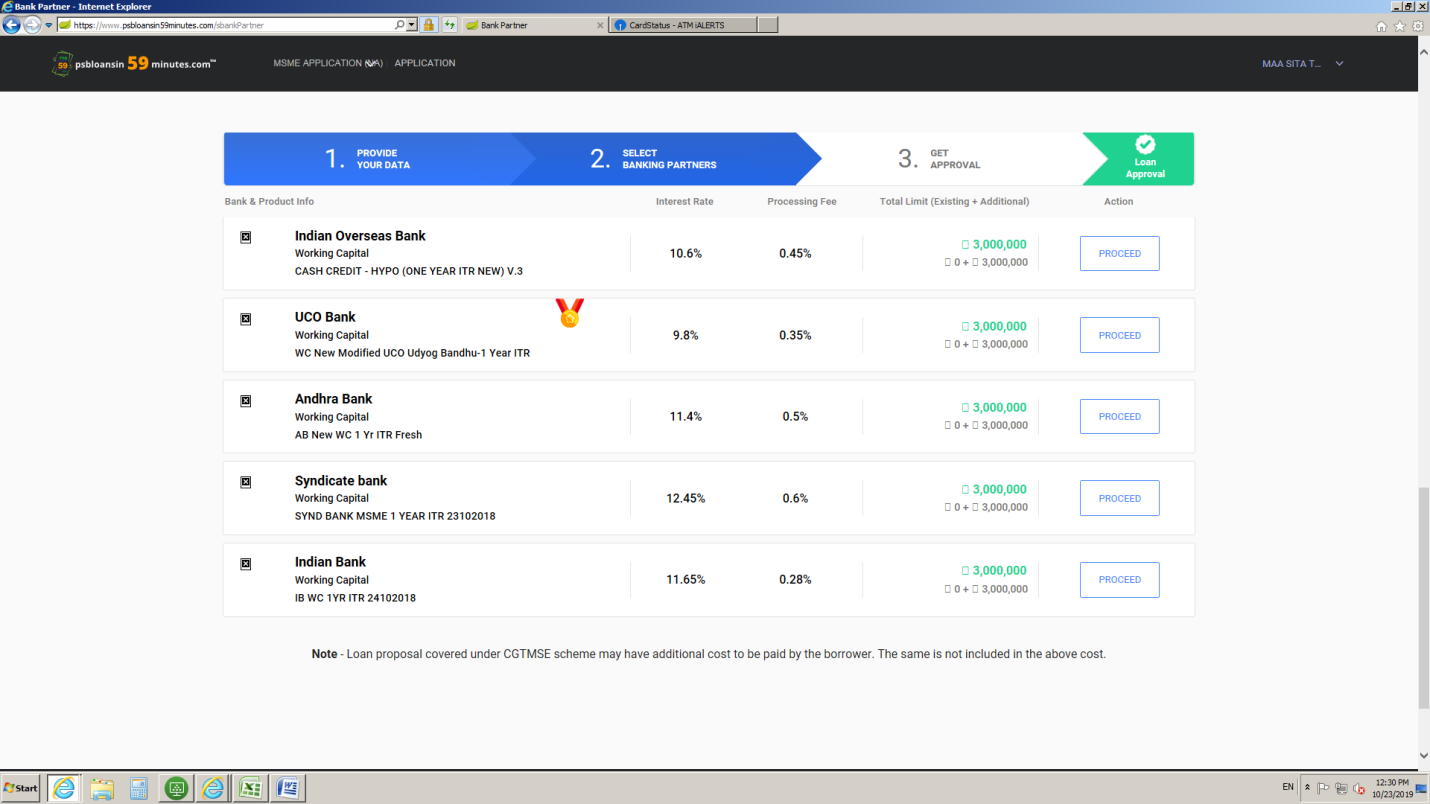 Bank Partner - Internet Explorer
https://www.psbloansin59minutes.com/sbankPartner
Bank Partner
CardStatus - ATM iALERTS
psbloansin 59 minutes.com™
MSME APPLICATION (NA)
APPLICATION
MAA SITA T...
1. PROVIDE
YOUR DATA
2. SELECT
BANKING PARTNERS
3. GET
APPROVAL
Loan
Approval
Bank & Product Info Interest Rate Processing Fee Total Limit (Existing + Additional) Action
Indian Overseas Bank
Working Capital
CASH CREDIT - HYPO (ONE YEAR ITR NEW) V.3
10.6% 0.45%
3,000,000
0 + 3,000,000
PROCEED
UCO Bank
Working Capital
WC New Modified UCO Udyog Bandhu-1 Year ITR
9.8% 0.35%
3,000,000
0 + 3,000,000
PROCEED
Andhra Bank
Working Capital
AB New WC 1 Yr ITR Fresh
11.4% 0.5%
3,000,000
0 + 3,000,000
PROCEED
Syndicate bank
Working Capital
SYND BANK MSME 1 YEAR ITR 23102018
12.45% 0.6%
3,000,000
0 + 3,000,000
PROCEED
Indian Bank
Working Capital
IB WC 1YR ITR 24102018
11.65% 0.28%
3,000,000
0 + 3,000,000
PROCEED
Note - Loan proposal covered under CGTMSE scheme may have additional cost to be paid by the borrower. The same is not included in the above cost.
Start
EN
12:30 PM
10/23/2019